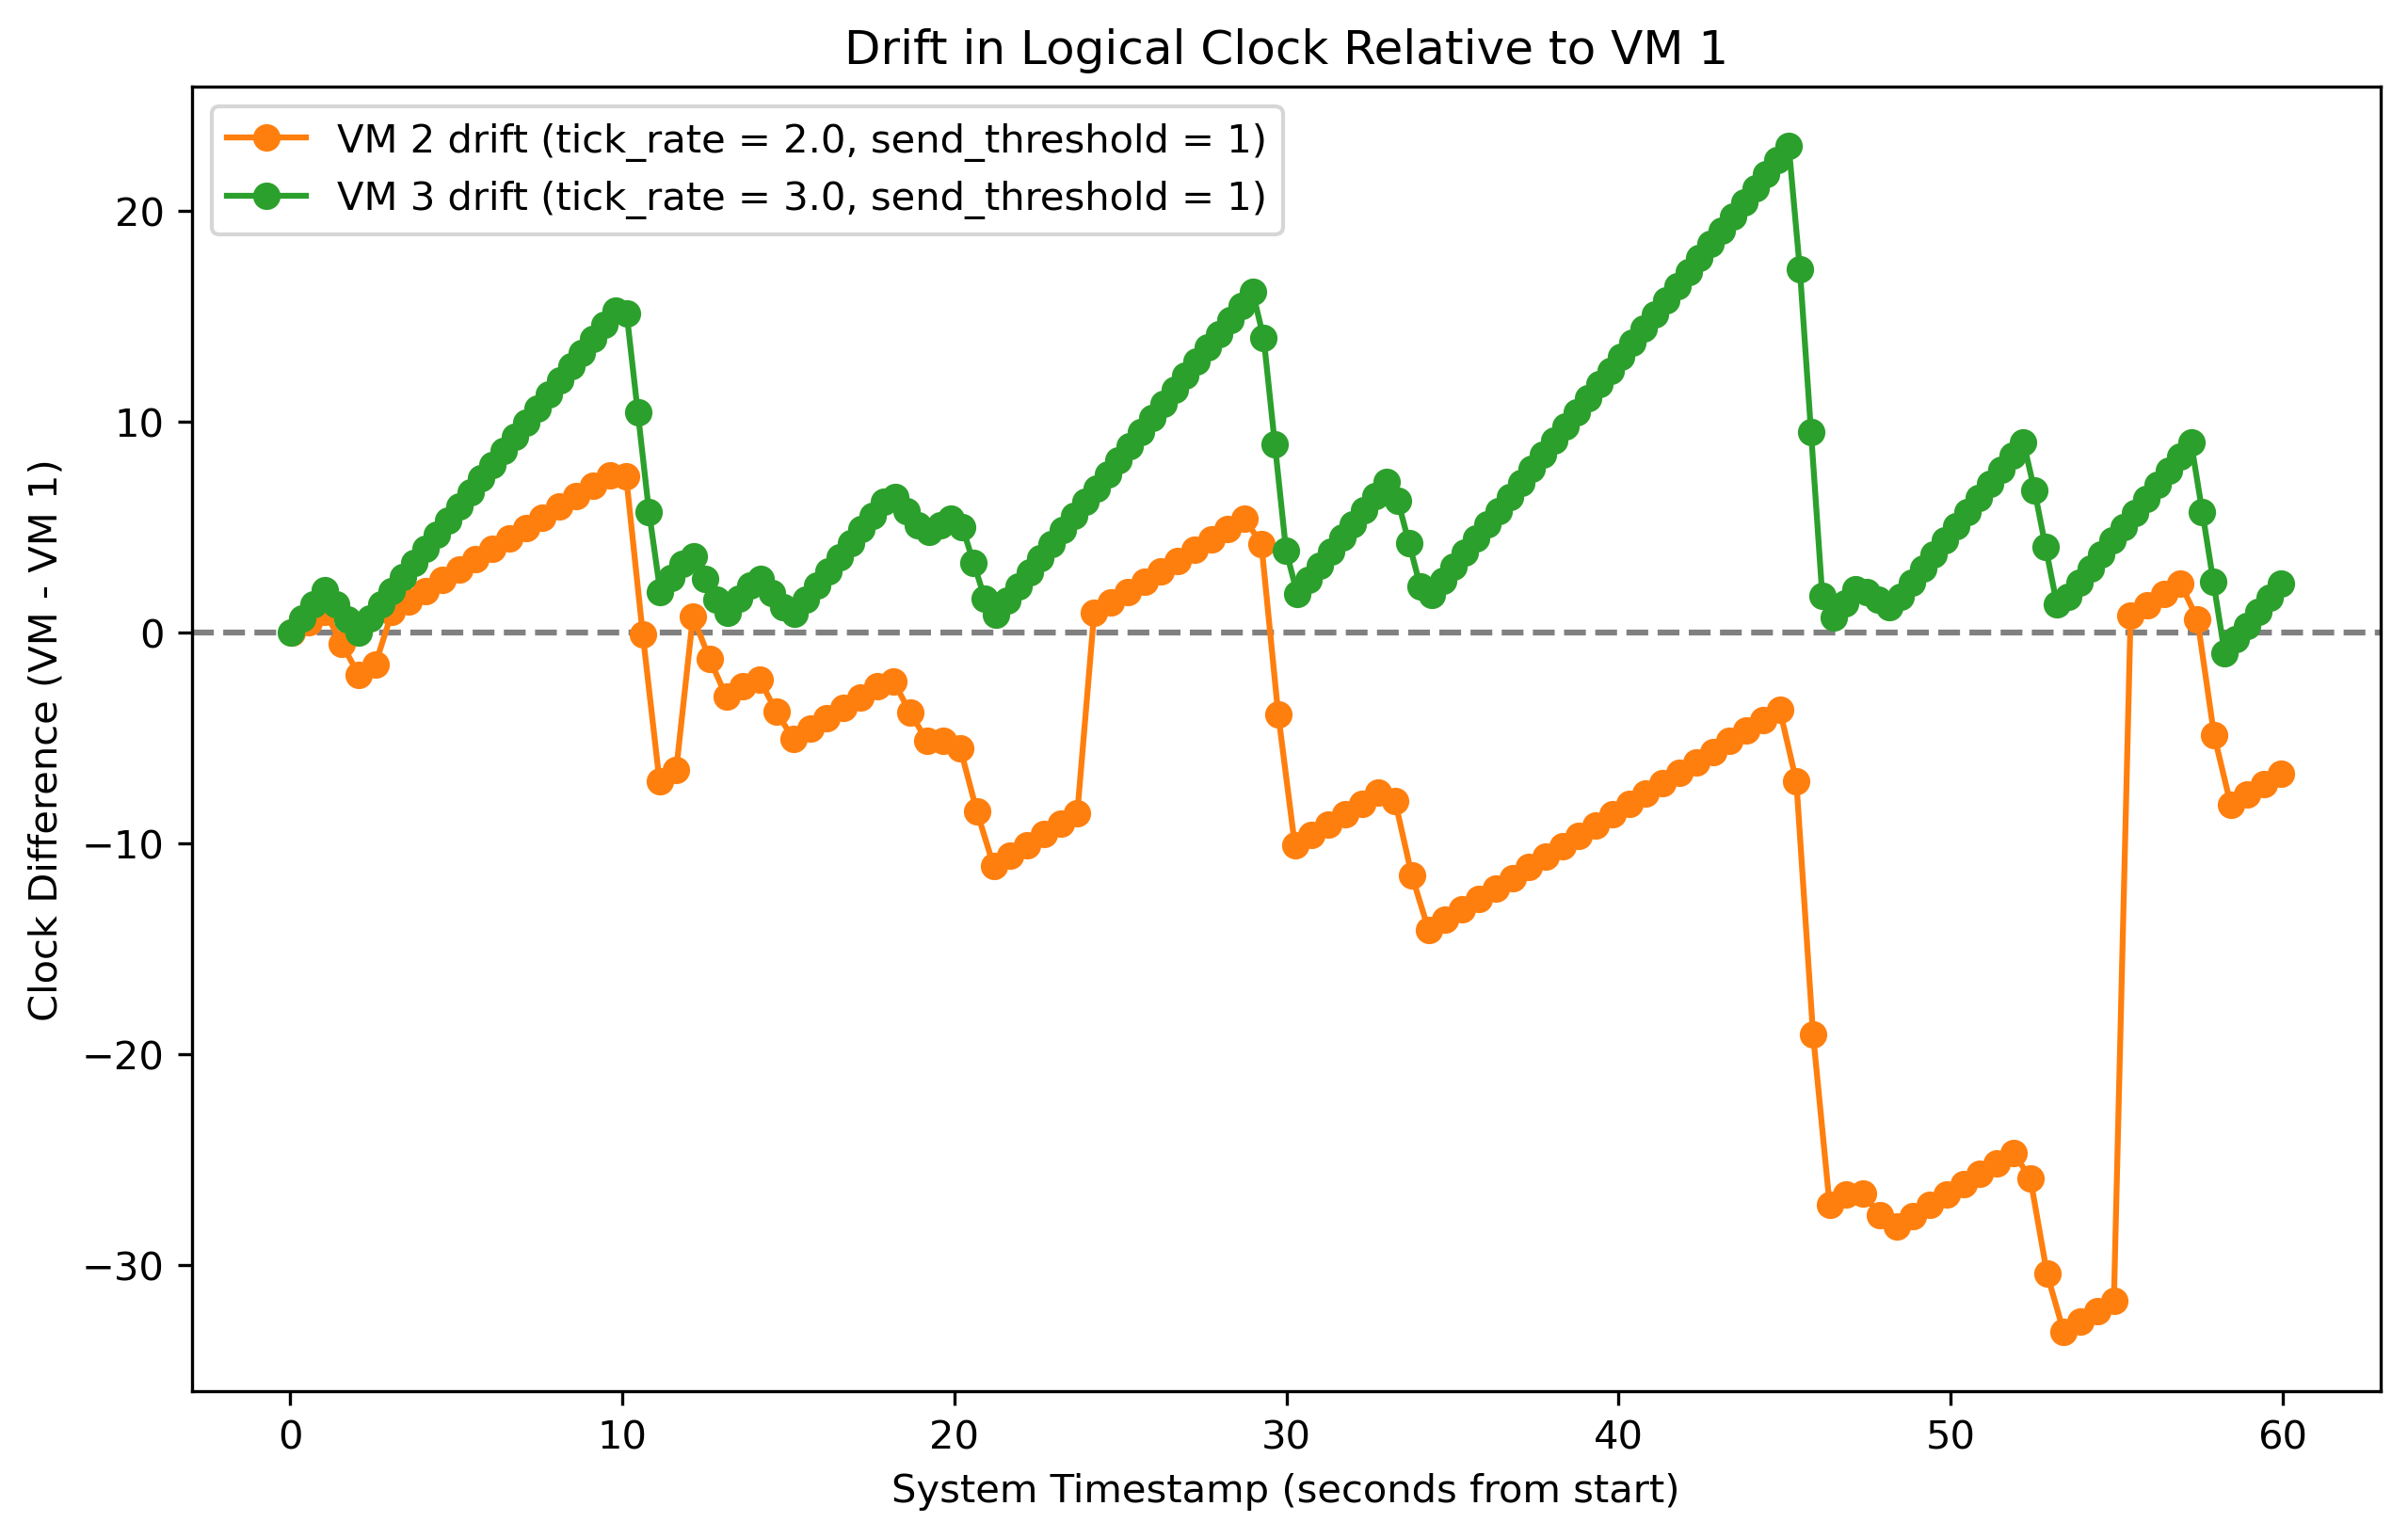 Drift in Logical Clock Relative to VM 1
VM 2 drift (tick_rate = 2.0, send_threshold = 1)
VM 3 drift (tick_rate = 3.0, send_threshold = 1)
Clock Difference (VM - VM 1)
20
10
0
−10
−20
−30
0 10 20 30 40 50 60
System Timestamp (seconds from start)